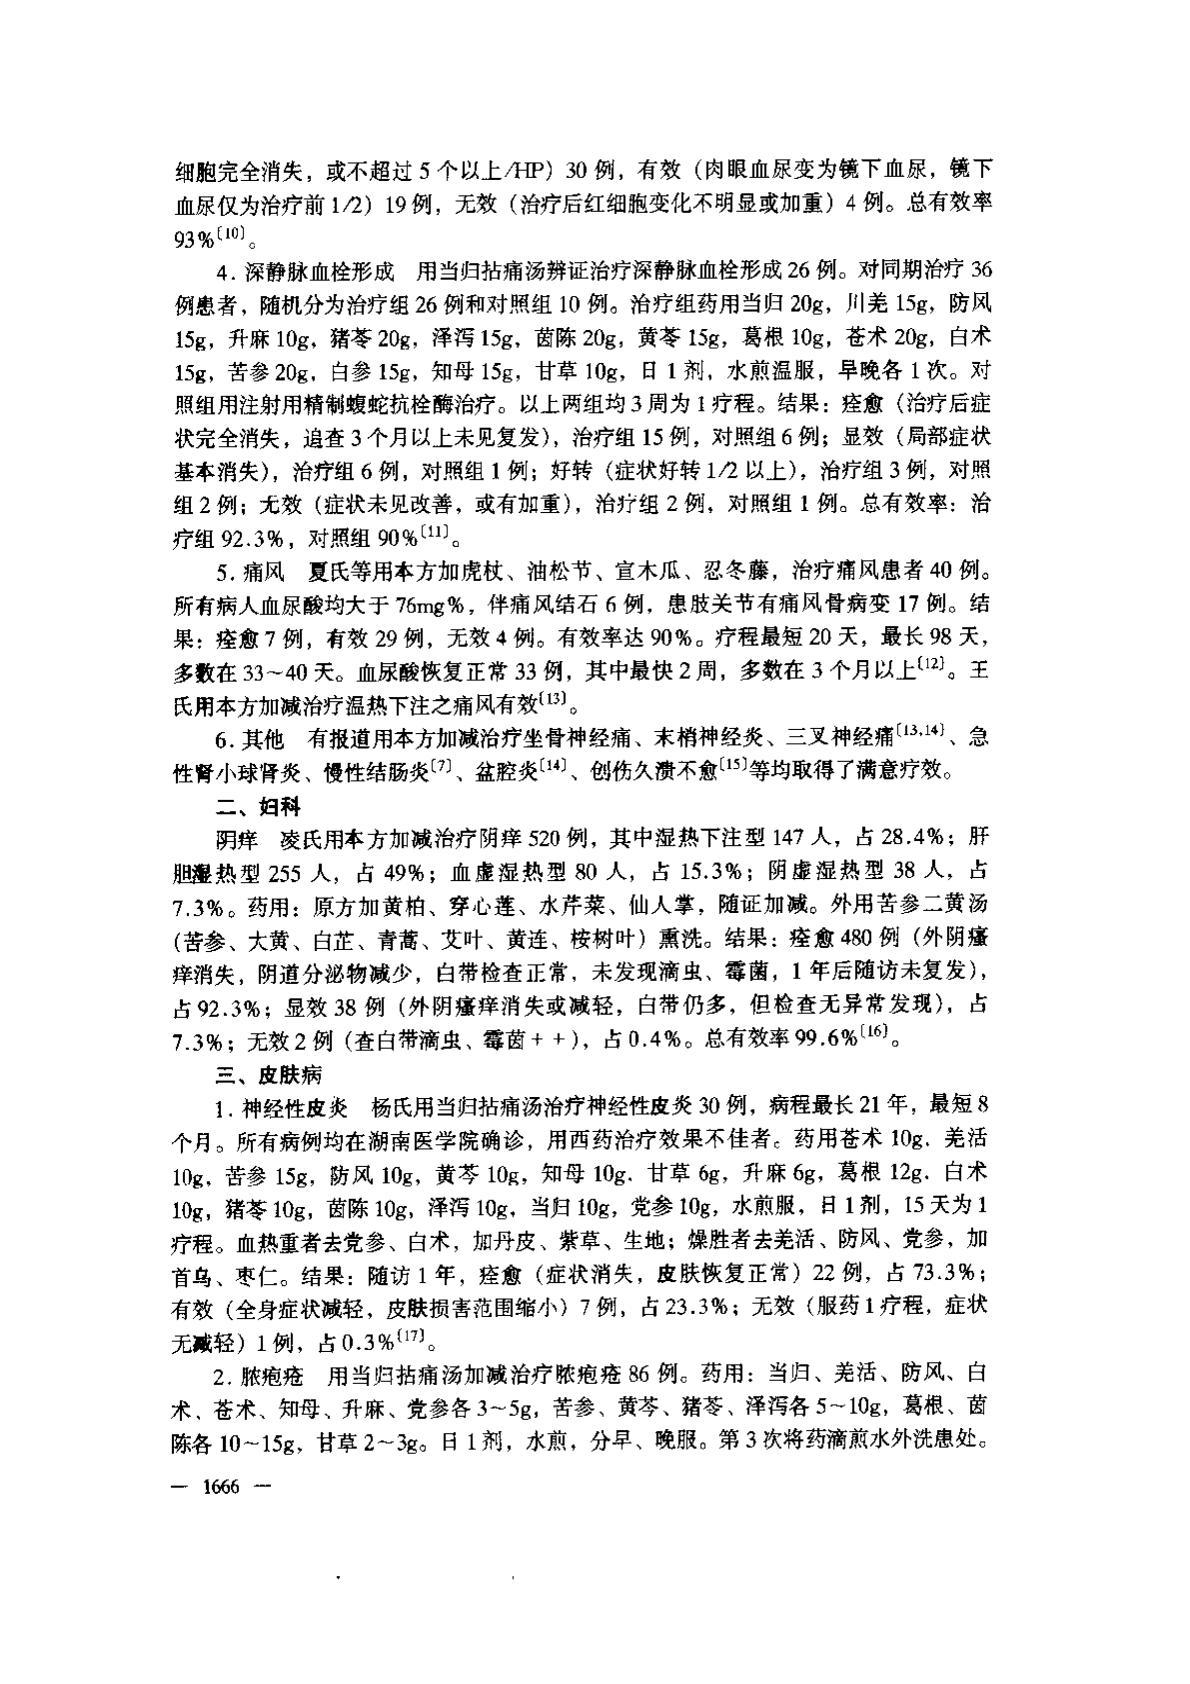 细胞完全消失，或不超过 5 个以上/HP）30 例，有效（肉眼血尿变为镜下血尿，镜下
血尿仅为治疗前 1/2）19 例，无效（治疗后红细胞变化不明显或加重）4 例。总有效率
93%〔10〕。
4. 深静脉血栓形成　用当归拈痛汤辨证治疗深静脉血栓形成 26 例。对同期治疗 36
例患者，随机分为治疗组 26 例和对照组 10 例。治疗组药用当归 20g，川羌 15g，防风
15g，升麻 10g，猪苓 20g，泽泻 15g，茵陈 20g，黄芩 15g，葛根 10g，苍术 20g，白术
15g，苦参 20g，白参 15g，知母 15g，甘草 10g，日 1 剂，水煎温服，早晚各 1 次。对
照组用注射用精制蝮蛇抗栓酶治疗。以上两组均 3 周为 1 疗程。结果：痊愈（治疗后症
状完全消失，追查 3 个月以上未见复发），治疗组 15 例，对照组 6 例；显效（局部症状
基本消失），治疗组 6 例，对照组 1 例；好转（症状好转 1/2 以上），治疗组 3 例，对照
组 2 例；无效（症状未见改善，或有加重），治疗组 2 例，对照组 1 例。总有效率：治
疗组 92.3%，对照组 90%〔11〕。
5. 痛风　夏氏等用本方加虎杖、油松节、宣木瓜、忍冬藤，治疗痛风患者 40 例。
所有病人血尿酸均大于 76mg%，伴痛风结石 6 例，患肢关节有痛风骨病变 17 例。结
果：痊愈 7 例，有效 29 例，无效 4 例。有效率达 90%。疗程最短 20 天，最长 98 天，
多数在 33～40 天。血尿酸恢复正常 33 例，其中最快 2 周，多数在 3 个月以上〔12〕。王
氏用本方加减治疗温热下注之痛风有效〔13〕。
6. 其他　有报道用本方加减治疗坐骨神经痛、末梢神经炎、三叉神经痛〔13,14〕、急
性肾小球肾炎、慢性结肠炎〔7〕、盆腔炎〔14〕、创伤久溃不愈〔15〕等均取得了满意疗效。
二、妇科
阴痒　凌氏用本方加减治疗阴痒 520 例，其中湿热下注型 147 人，占 28.4%；肝
胆湿热型 255 人，占 49%；血虚湿热型 80 人，占 15.3%；阴虚湿热型 38 人，占
7.3%。药用：原方加黄柏、穿心莲、水芹菜、仙人掌，随证加减。外用苦参二黄汤
（苦参、大黄、白芷、青蒿、艾叶、黄连、桉树叶）熏洗。结果：痊愈 480 例（外阴瘙
痒消失，阴道分泌物减少，白带检查正常，未发现滴虫、霉菌，1 年后随访未复发），
占 92.3%；显效 38 例（外阴瘙痒消失或减轻，白带仍多，但检查无异常发现），占
7.3%；无效 2 例（查白带滴虫、霉菌＋＋），占 0.4%。总有效率 99.6%〔16〕。
三、皮肤病
1. 神经性皮炎　杨氏用当归拈痛汤治疗神经性皮炎 30 例，病程最长 21 年，最短 8
个月。所有病例均在湖南医学院确诊，用西药治疗效果不佳者。药用苍术 10g，羌活
10g，苦参 15g，防风 10g，黄芩 10g，知母 10g，甘草 6g，升麻 6g，葛根 12g，白术
10g，猪苓 10g，茵陈 10g，泽泻 10g，当归 10g，党参 10g，水煎服，日 1 剂，15 天为 1
疗程。血热重者去党参、白术，加丹皮、紫草、生地；燥胜者去羌活、防风、党参，加
首乌、枣仁。结果：随访 1 年，痊愈（症状消失，皮肤恢复正常）22 例，占 73.3%；
有效（全身症状减轻，皮肤损害范围缩小）7 例，占 23.3%；无效（服药 1 疗程，症状
无减轻）1 例，占 0.3%〔17〕。
2. 脓疱疮　用当归拈痛汤加减治疗脓疱疮 86 例。药用：当归、羌活、防风、白
术、苍术、知母、升麻、党参各 3～5g，苦参、黄芩、猪苓、泽泻各 5～10g，葛根、茵
陈各 10～15g，甘草 2～3g。日 1 剂，水煎，分早、晚服。第 3 次将药滴煎水外洗患处。
— 1666 —